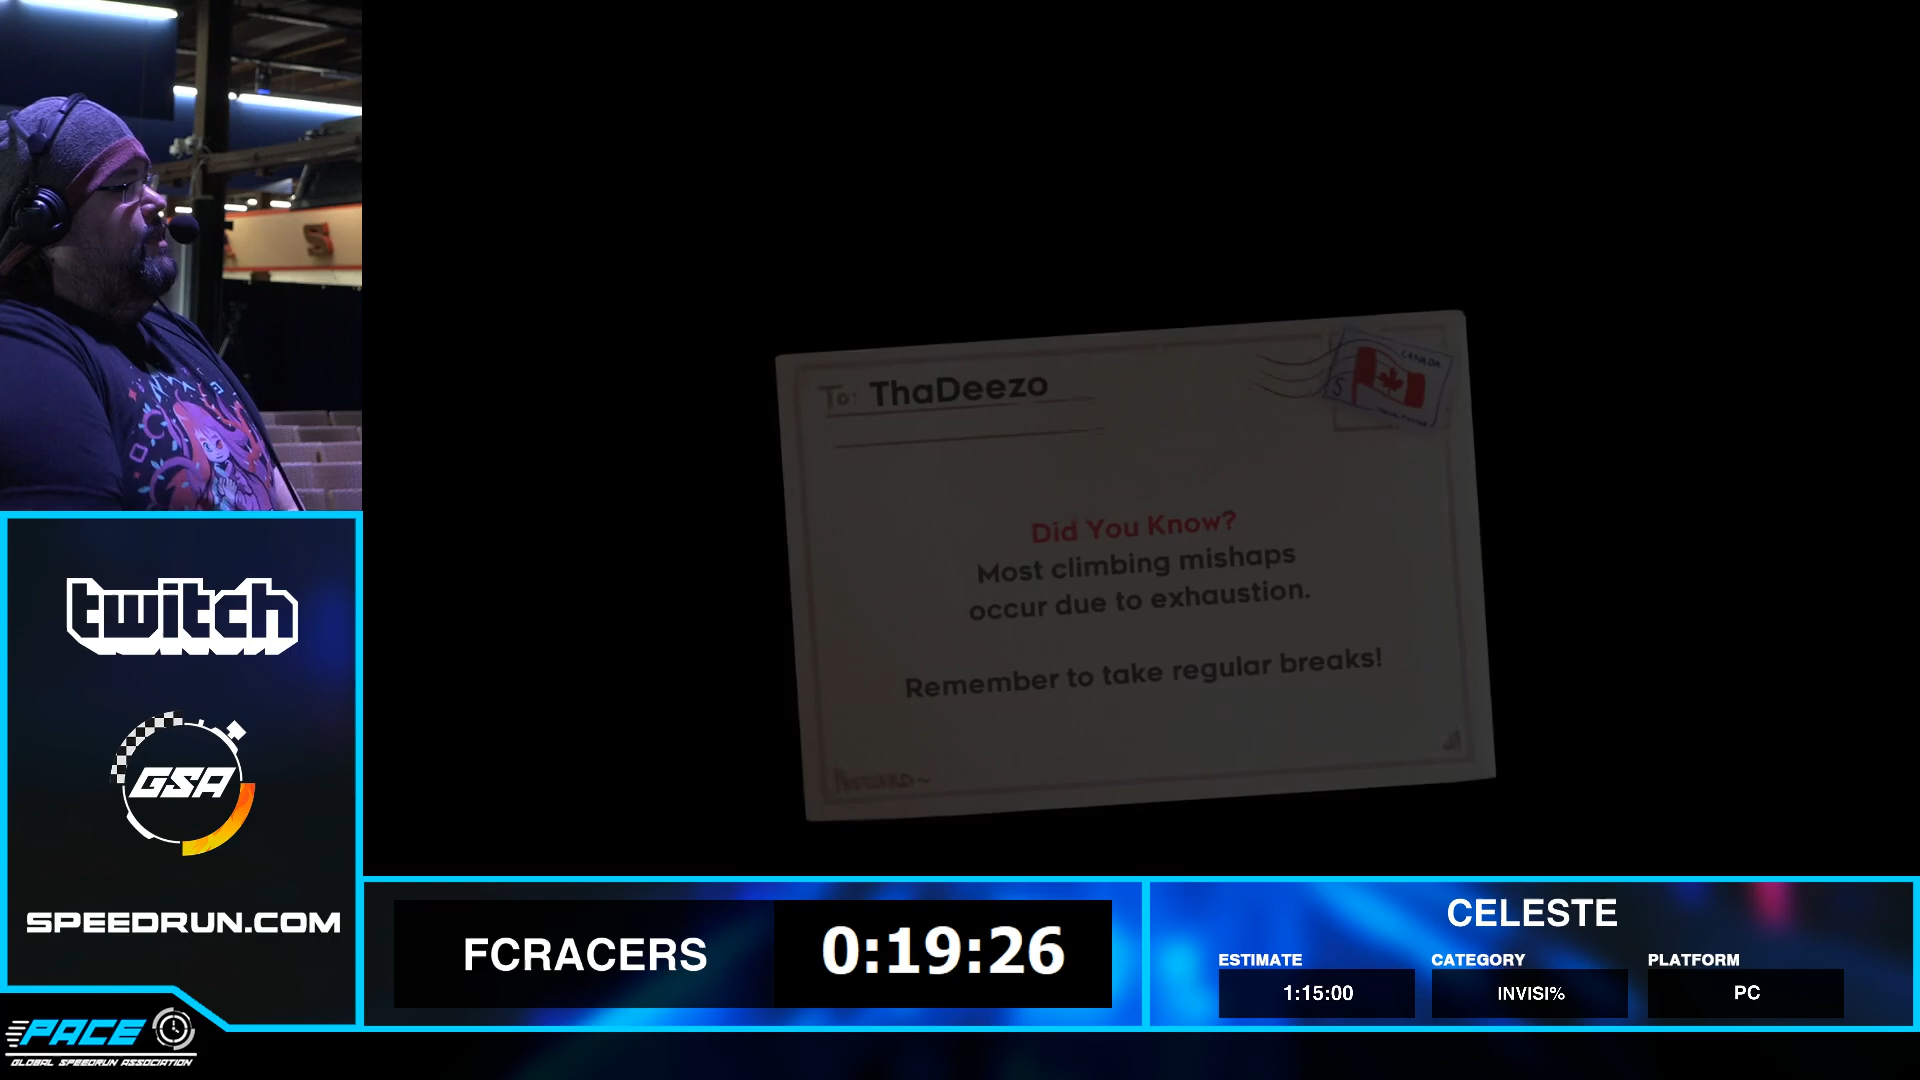 To: ThaDeezo
CANADA
5
Did You Know?
Most climbing mishaps
occur due to exhaustion.
Remember to take regular breaks!
twitch
GSA
SPEEDRUN.COM
PACE
GLOBAL SPEEDRUN ASSOCIATION
FCRACERS
0:19:26
CELESTE
ESTIMATE
1:15:00
CATEGORY
INVISI%
PLATFORM
PC